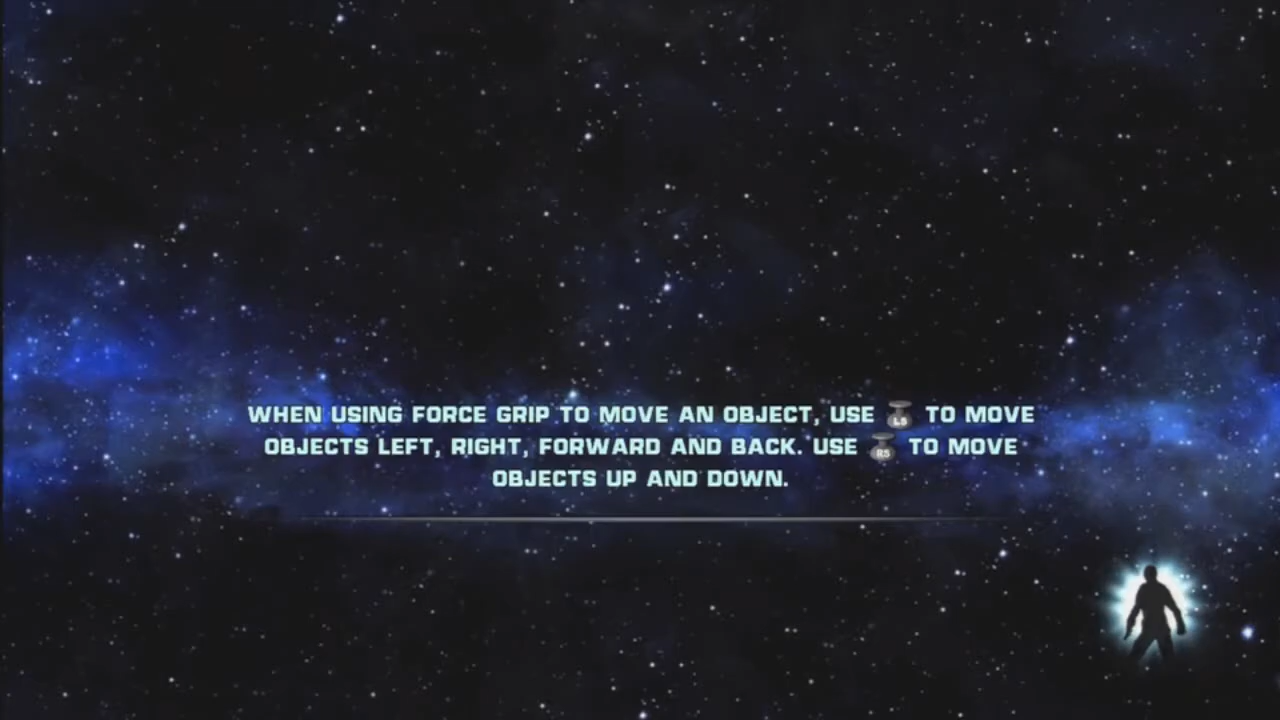 WHEN USING FORCE GRIP TO MOVE AN OBJECT, USE LS TO MOVE
OBJECTS LEFT, RIGHT, FORWARD AND BACK. USE RS TO MOVE
OBJECTS UP AND DOWN.